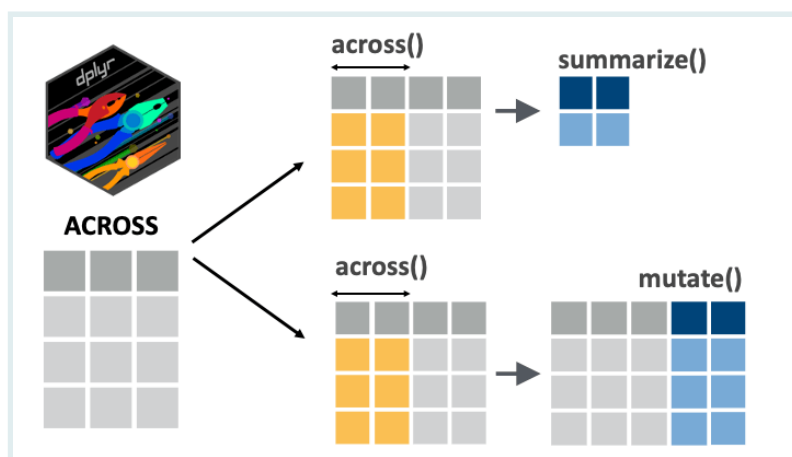 dplyr
ACROSS
across()
summarize()
across()
mutate()